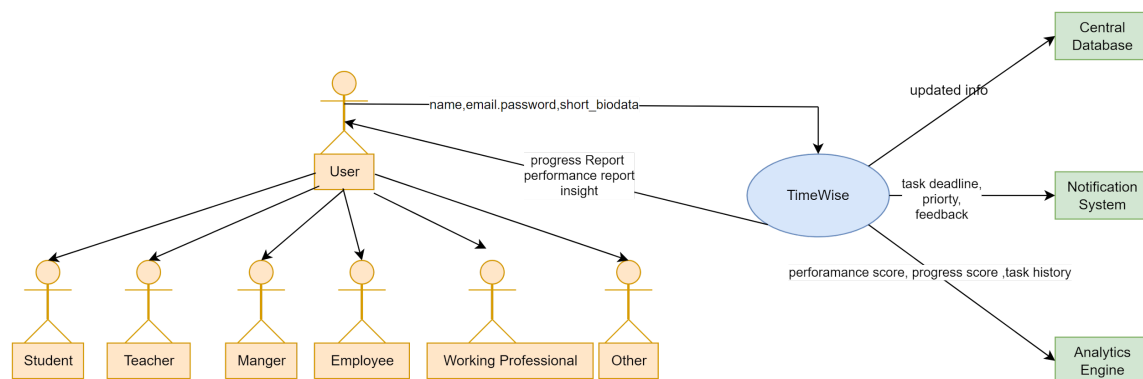 Central
Database
updated info
name,email.password,short_biodata
progress Report
performance report
insight
User
TimeWise
task deadline,
priorty,
feedback
Notification
System
perforamance score, progress score ,task history
Student
Teacher
Manger
Employee
Working Professional
Other
Analytics
Engine